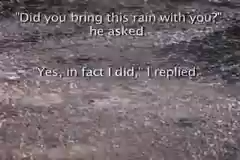 "Did you bring this rain with you?"
he asked.
"Yes, in fact I did," I replied.